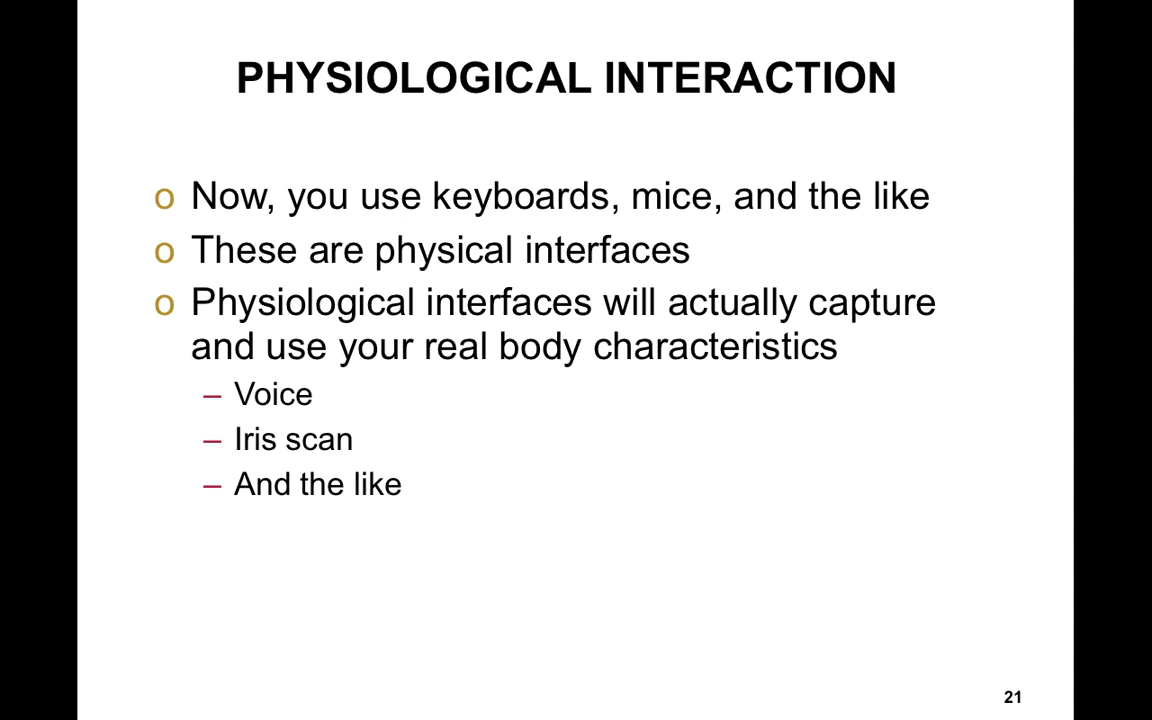 PHYSIOLOGICAL INTERACTION
o Now, you use keyboards, mice, and the like
o These are physical interfaces
o Physiological interfaces will actually capture
and use your real body characteristics
– Voice
– Iris scan
– And the like
21